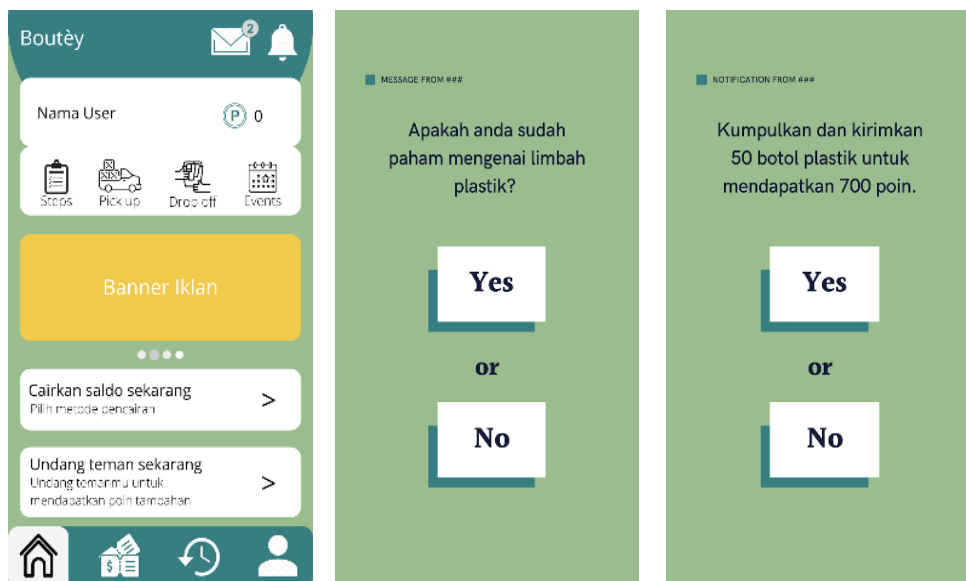 Boutèy
2
Nama User
P 0
Steps
Pick up
Drop off
Events
Banner Iklan
Cairkan saldo sekarang
Pilih metode pencairan
>
Undang teman sekarang
Undang temanmu untuk
mendapatkan poin tambahan
>
$
MESSAGE FROM ###
Apakah anda sudah
paham mengenai limbah
plastik?
Yes
or
No
NOTIFICATION FROM ###
Kumpulkan dan kirimkan
50 botol plastik untuk
mendapatkan 700 poin.
Yes
or
No